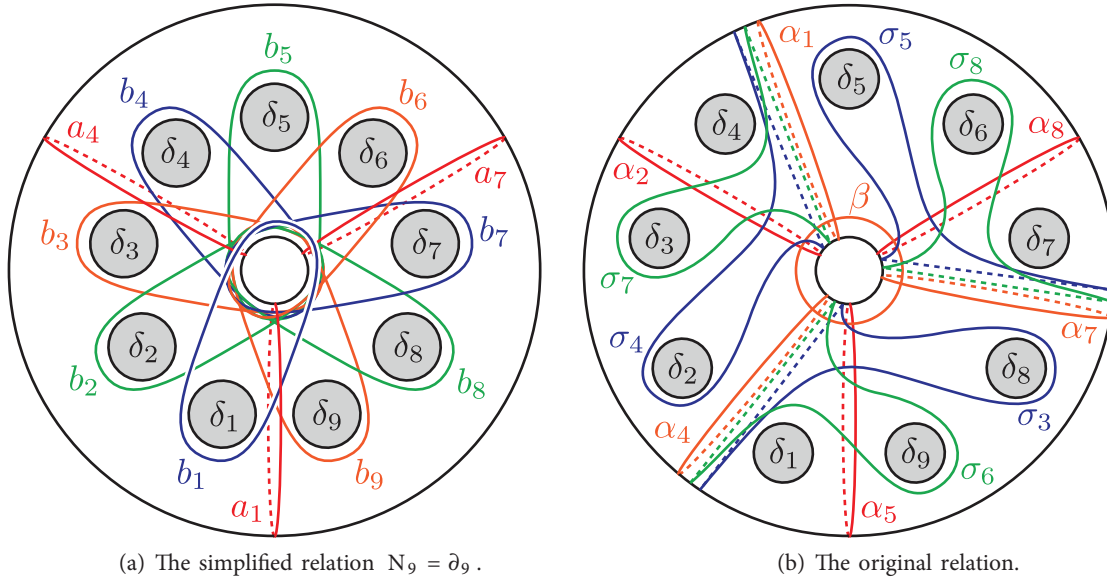 b₅
b₄
b₆
a₄
a₇
b₃
b₇
b₂
b₈
b₁
b₉
a₁
δ₅
δ₄
δ₆
δ₃
δ₇
δ₂
δ₈
δ₁
δ₉
(a) The simplified relation N₉ = ∂₉ .
α₁
σ₅
σ₈
α₈
α₂
β
σ₇
σ₄
α₇
σ₃
α₄
σ₆
α₅
δ₅
δ₄
δ₆
δ₃
δ₇
δ₂
δ₈
δ₁
δ₉
(b) The original relation.